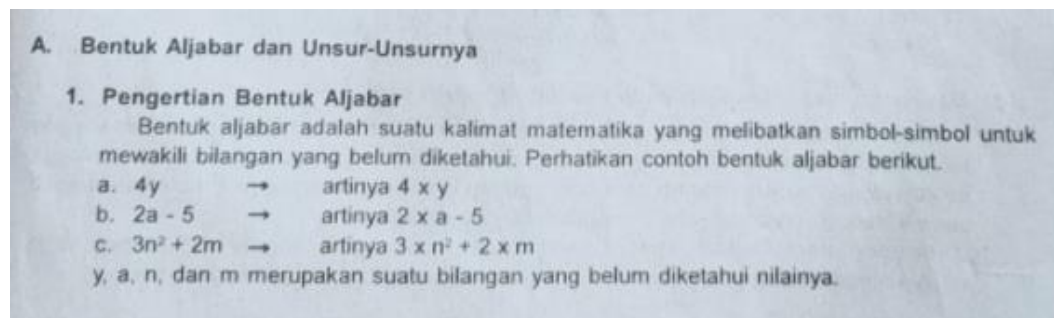 A. Bentuk Aljabar dan Unsur-Unsurnya
1. Pengertian Bentuk Aljabar
Bentuk aljabar adalah suatu kalimat matematika yang melibatkan simbol-simbol untuk
mewakili bilangan yang belum diketahui. Perhatikan contoh bentuk aljabar berikut.
a. 4y → artinya 4 x y
b. 2a - 5 → artinya 2 x a - 5
c. 3n² + 2m → artinya 3 x n² + 2 x m
y, a, n, dan m merupakan suatu bilangan yang belum diketahui nilainya.